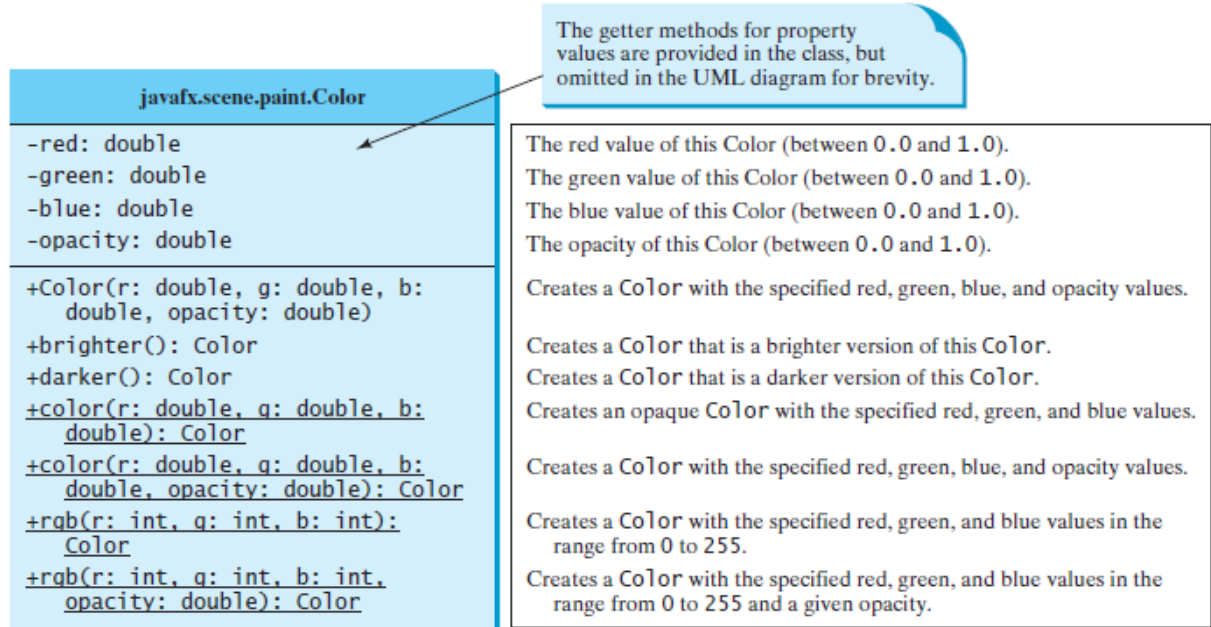 The getter methods for property
values are provided in the class, but
omitted in the UML diagram for brevity.
javafx.scene.paint.Color
-red: double
The red value of this Color (between 0.0 and 1.0).
-green: double
The green value of this Color (between 0.0 and 1.0).
-blue: double
The blue value of this Color (between 0.0 and 1.0).
-opacity: double
The opacity of this Color (between 0.0 and 1.0).
+Color(r: double, g: double, b:
double, opacity: double)
Creates a Color with the specified red, green, blue, and opacity values.
+brighter(): Color
Creates a Color that is a brighter version of this Color.
+darker(): Color
Creates a Color that is a darker version of this Color.
+color(r: double, g: double, b:
double): Color
Creates an opaque Color with the specified red, green, and blue values.
+color(r: double, g: double, b:
double, opacity: double): Color
Creates a Color with the specified red, green, blue, and opacity values.
+rgb(r: int, g: int, b: int):
Color
Creates a Color with the specified red, green, and blue values in the
range from 0 to 255.
+rgb(r: int, g: int, b: int,
opacity: double): Color
Creates a Color with the specified red, green, and blue values in the
range from 0 to 255 and a given opacity.